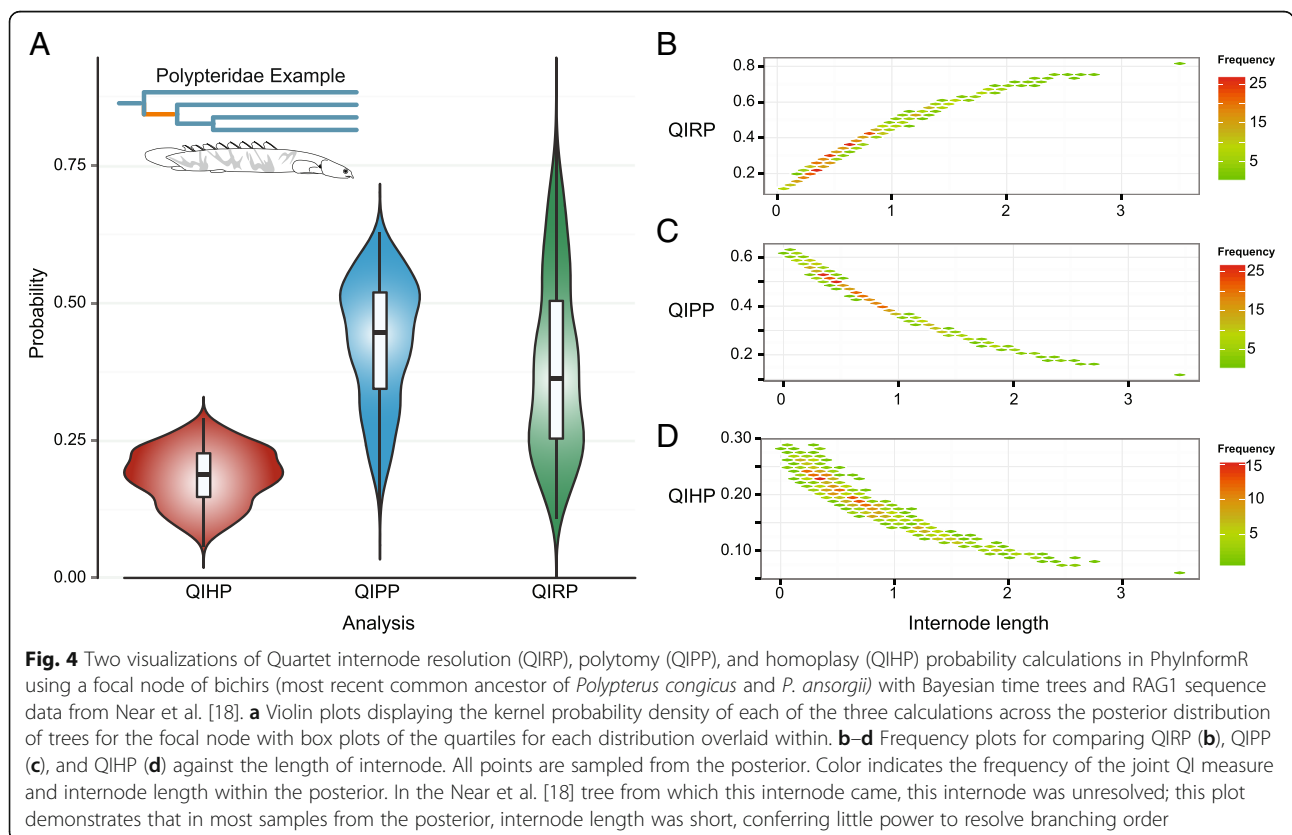 A
Polypteridae Example
0.75
0.50
0.25
0.00
Probability
QIHP
QIPP
QIRP
Analysis
B
QIRP
0.8
0.6
0.4
0.2
0
1
2
3
Frequency
25
15
5
C
QIPP
0.6
0.4
0.2
0
1
2
3
Frequency
25
15
5
D
QIHP
0.30
0.20
0.10
0
1
2
3
Internode length
Frequency
15
10
5
Fig. 4 Two visualizations of Quartet internode resolution (QIRP), polytomy (QIPP), and homoplasy (QIHP) probability calculations in PhyInformR
using a focal node of bichirs (most recent common ancestor of Polypterus congicus and P. ansorgii) with Bayesian time trees and RAG1 sequence
data from Near et al. [18]. a Violin plots displaying the kernel probability density of each of the three calculations across the posterior distribution
of trees for the focal node with box plots of the quartiles for each distribution overlaid within. b–d Frequency plots for comparing QIRP (b), QIPP
(c), and QIHP (d) against the length of internode. All points are sampled from the posterior. Color indicates the frequency of the joint QI measure
and internode length within the posterior. In the Near et al. [18] tree from which this internode came, this internode was unresolved; this plot
demonstrates that in most samples from the posterior, internode length was short, conferring little power to resolve branching order